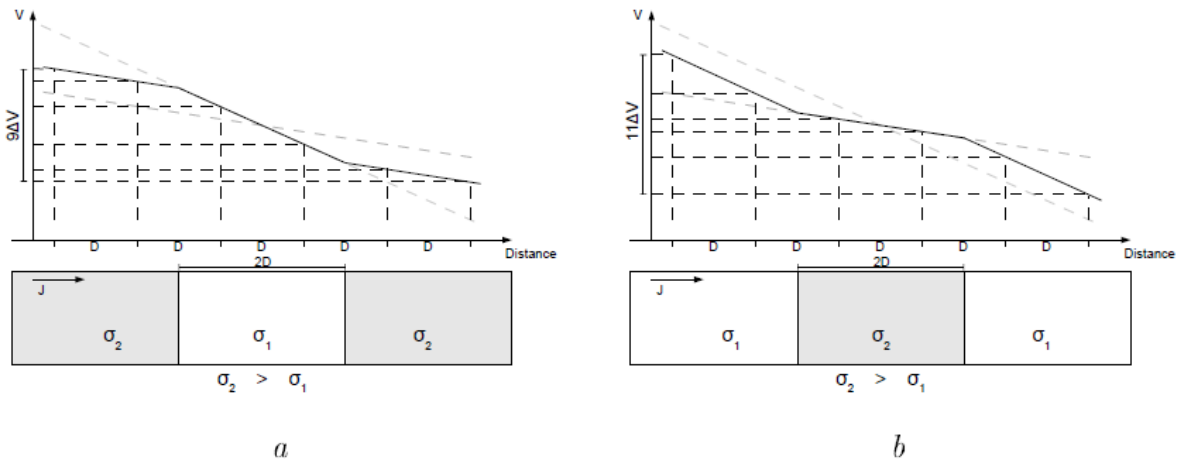 V
9ΔV
D D D D D
Distance
2D
J
σ₂ σ₁ σ₂
σ₂ > σ₁
a
V
11ΔV
D D D D D
Distance
2D
J
σ₁ σ₂ σ₁
σ₂ > σ₁
b